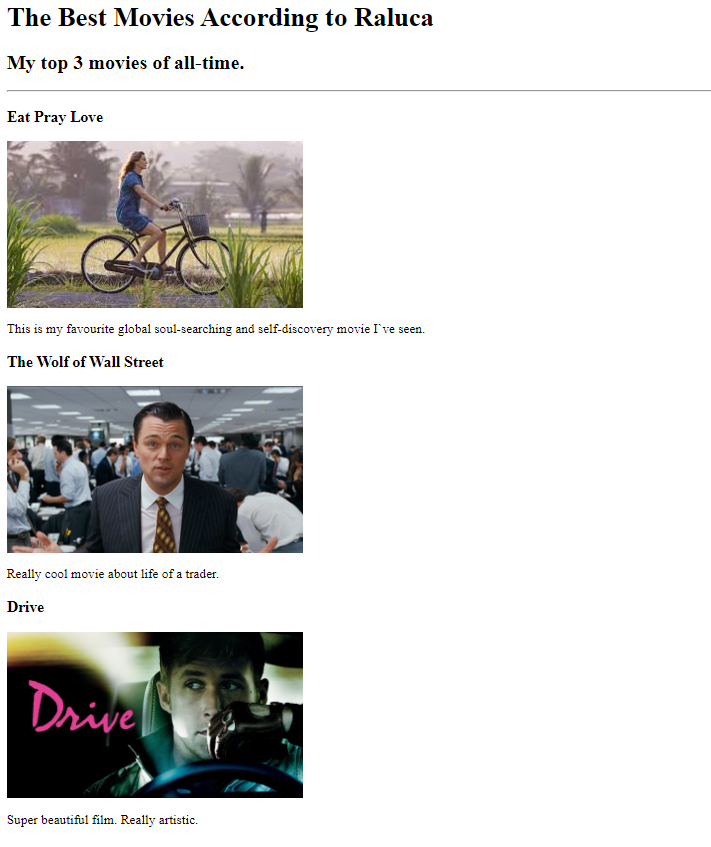 The Best Movies According to Raluca
My top 3 movies of all-time.
Eat Pray Love
This is my favourite global soul-searching and self-discovery movie I`ve seen.
The Wolf of Wall Street
Really cool movie about life of a trader.
Drive
Drive
Super beautiful film. Really artistic.